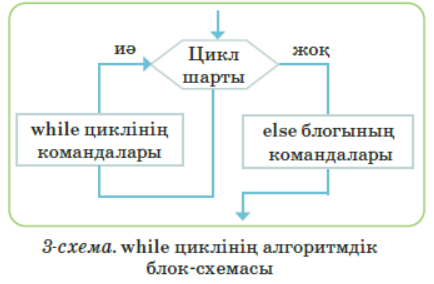 иә
Цикл
шарты
жоқ
while циклінің
командалары
else блогының
командалары
3-схема. while циклінің алгоритмдік
блок-схемасы